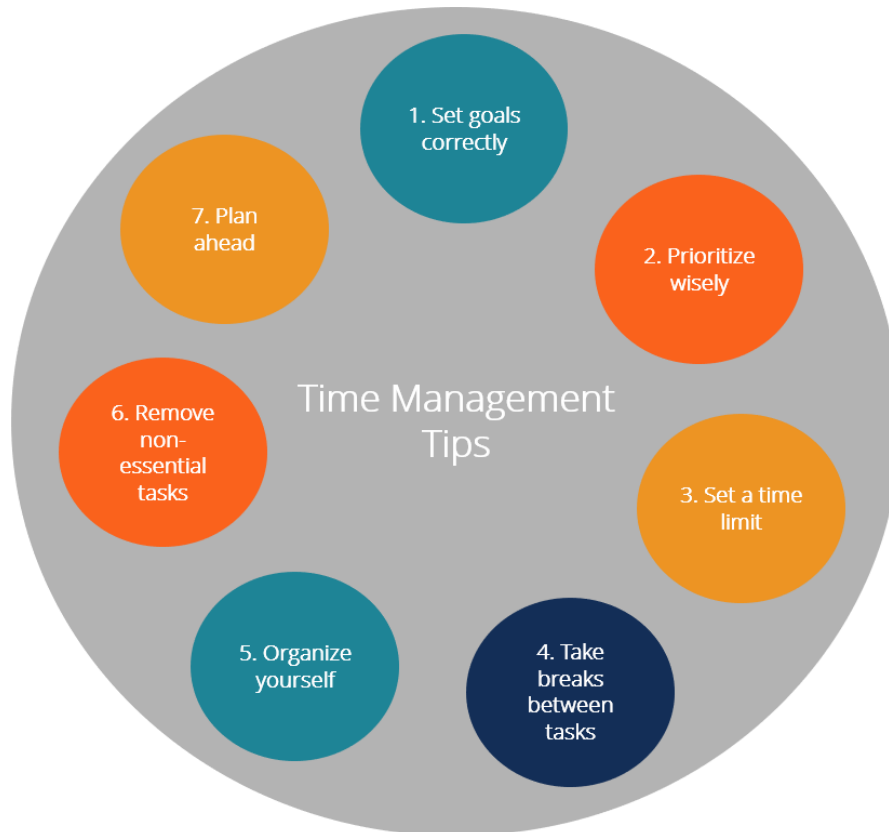 1. Set goals
correctly
2. Prioritize
wisely
3. Set a time
limit
4. Take
breaks
between
tasks
5. Organize
yourself
6. Remove
non-
essential
tasks
7. Plan
ahead
Time Management
Tips